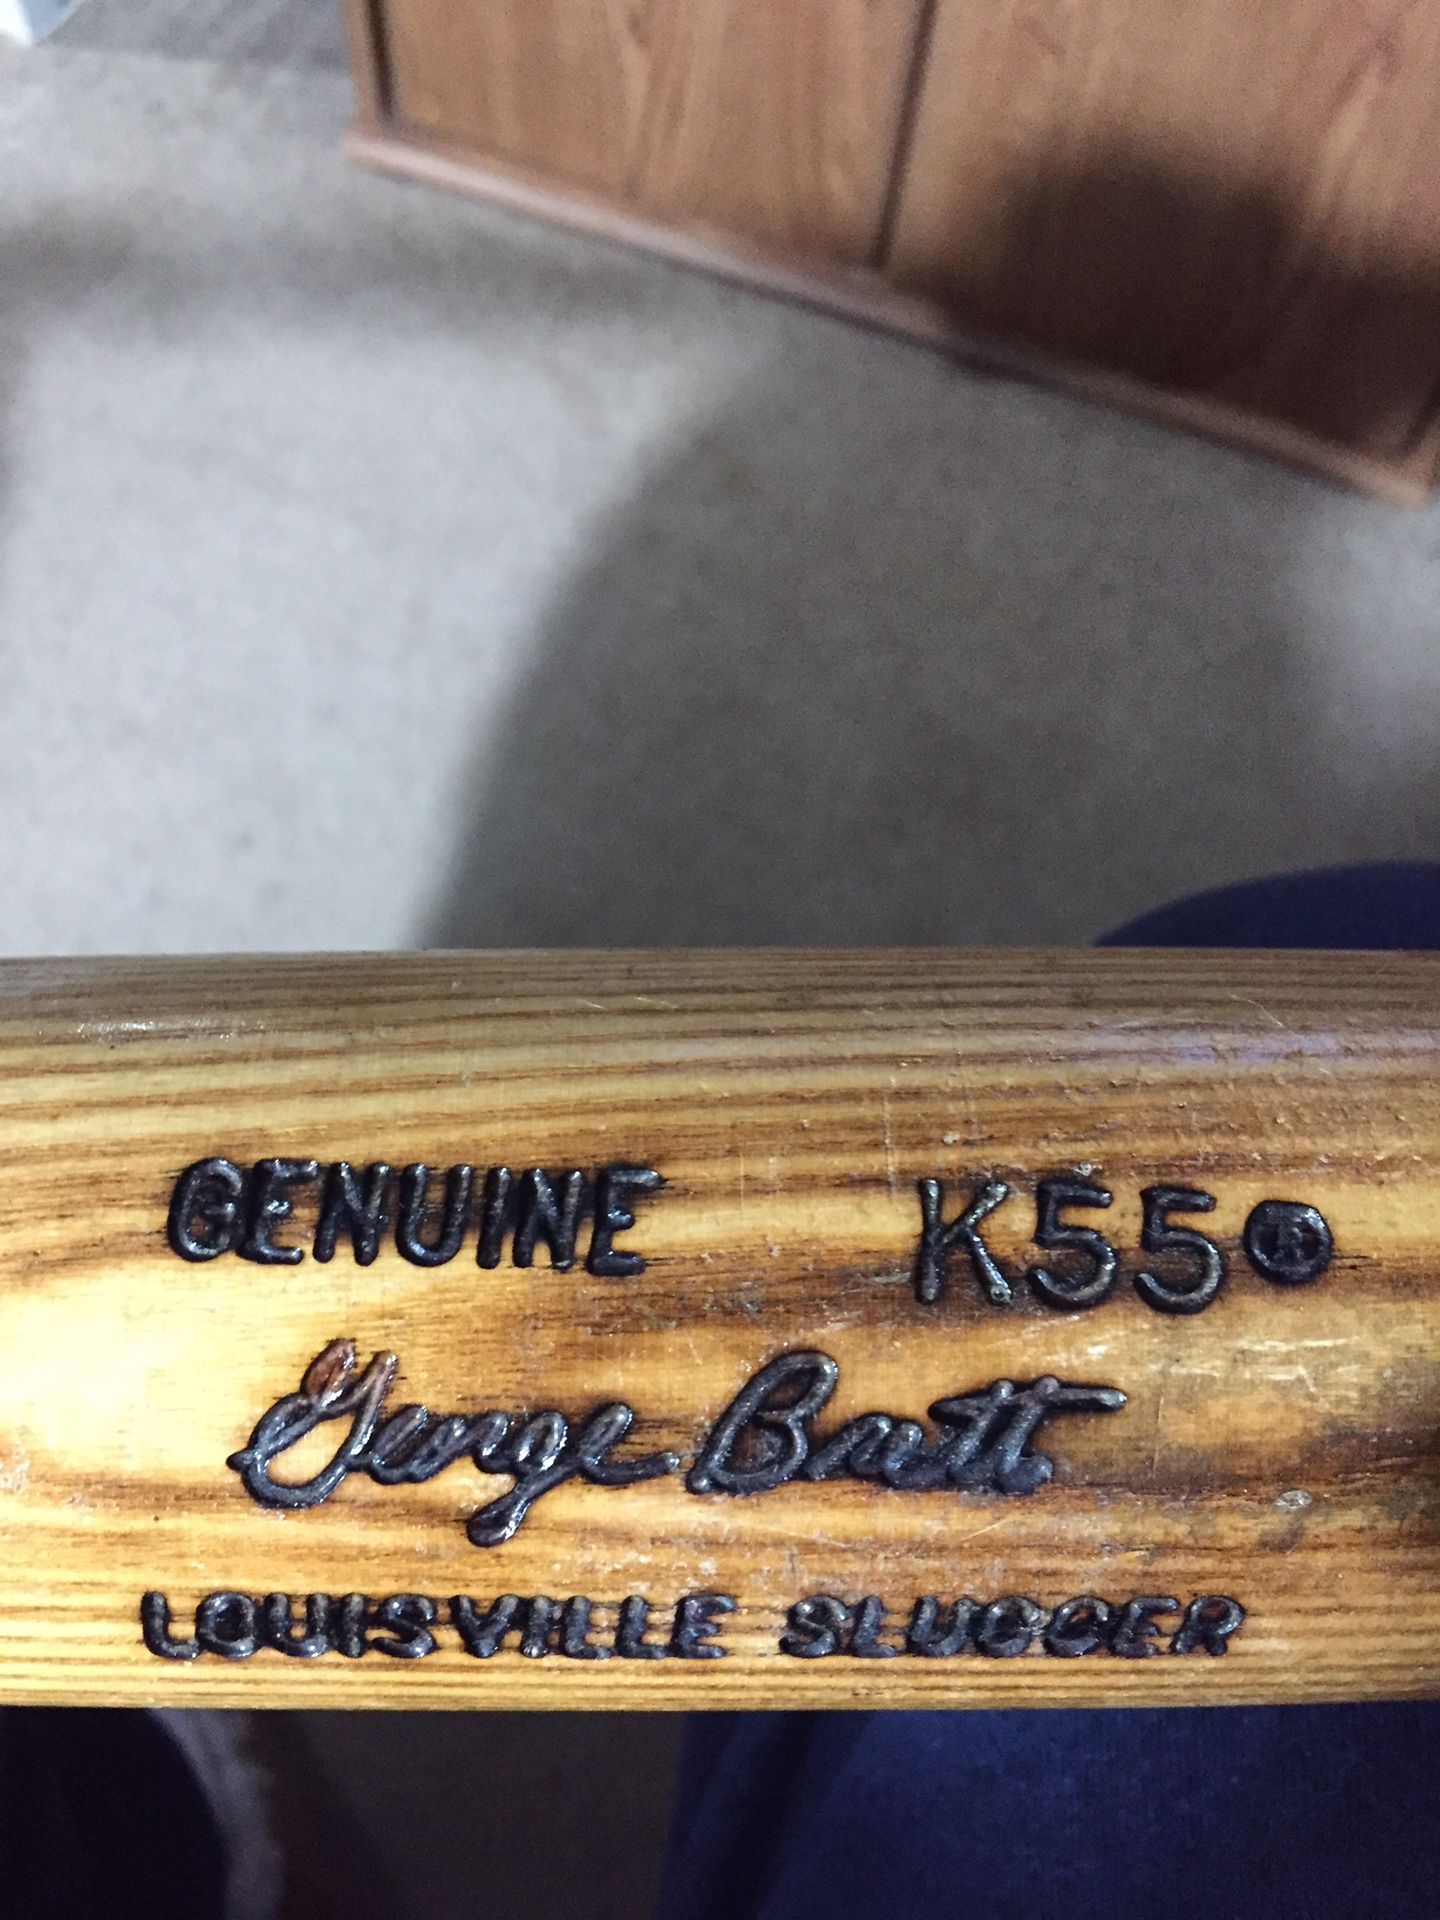 GENUINE K55®
George Brett
LOUISVILLE SLUGGER